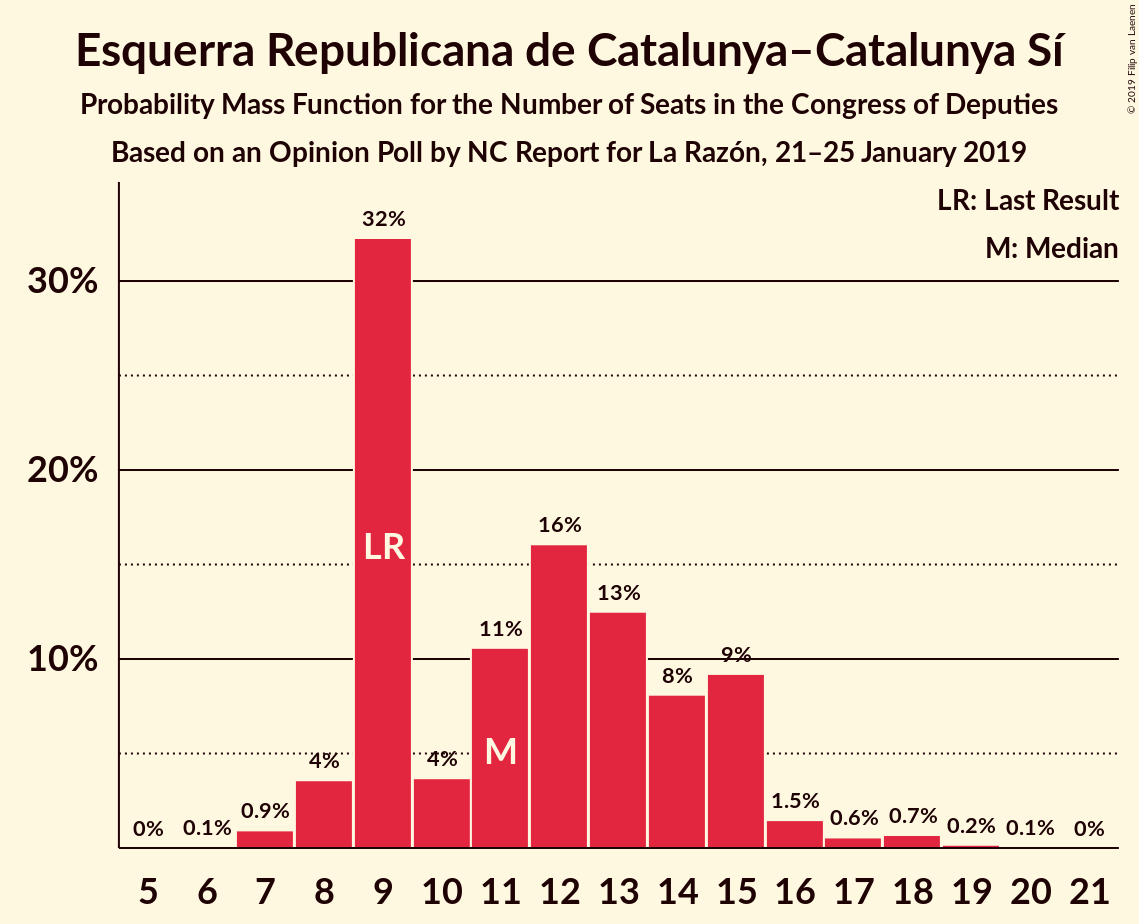 Esquerra Republicana de Catalunya–Catalunya Sí
Probability Mass Function for the Number of Seats in the Congress of Deputies
Based on an Opinion Poll by NC Report for La Razón, 21–25 January 2019
© 2019 Filip van Laenen
LR: Last Result
M: Median
30%
20%
10%
0%
0.1%
0.9%
4%
32%
4%
11%
16%
13%
8%
9%
1.5%
0.6%
0.7%
0.2%
0.1%
0%
LR
M
5 6 7 8 9 10 11 12 13 14 15 16 17 18 19 20 21